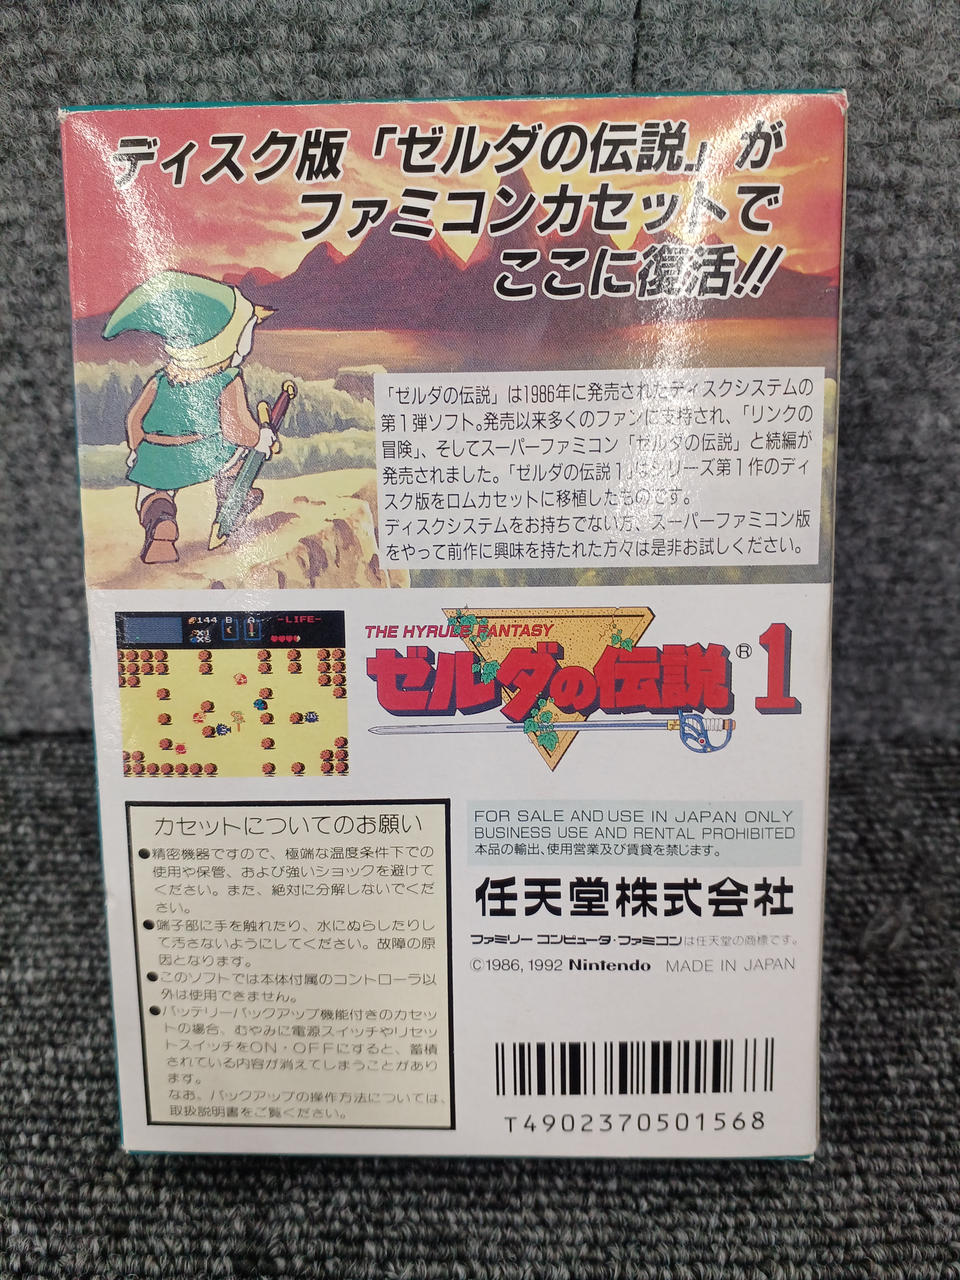 ディスク版「ゼルダの伝説」が
ファミコンカセットで
ここに復活!!
「ゼルダの伝説」は1986年に発売されたディスクシステムの
第1弾ソフト。発売以来多くのファンに支持され、「リンクの
冒険」、そしてスーパーファミコン「ゼルダの伝説」と続編が
発売されました。「ゼルダの伝説1」はシリーズ第1作のディ
スク版をロムカセットに移植したものです。
ディスクシステムをお持ちでない方、スーパーファミコン版
をやって前作に興味を持たれた方々は是非お試しください。
144 B A -LIFE-
X1
X6
THE HYRULE FANTASY
ゼルダの伝説®1
カセットについてのお願い
●精密機器ですので、極端な温度条件下での
使用や保管、および強いショックを避けて
ください。また、絶対に分解しないでくだ
さい。
●端子部に手を触れたり、水にぬらしたりし
て汚さないようにしてください。故障の原
因となります。
●このソフトでは本体付属のコントローラ以
外は使用できません。
●バッテリーバックアップ機能付きのカセッ
トの場合、むやみに電源スイッチやリセッ
トスイッチをON・OFFにすると、蓄積
されている内容が消えてしまうことがあり
ます。
なお、バックアップの操作方法については、
取扱説明書をご覧ください。
FOR SALE AND USE IN JAPAN ONLY
BUSINESS USE AND RENTAL PROHIBITED
本品の輸出、使用営業及び賃貸を禁じます。
任天堂株式会社
ファミリー コンピュータ・ファミコンは任天堂の商標です。
©1986, 1992 Nintendo MADE IN JAPAN
T4902370501568